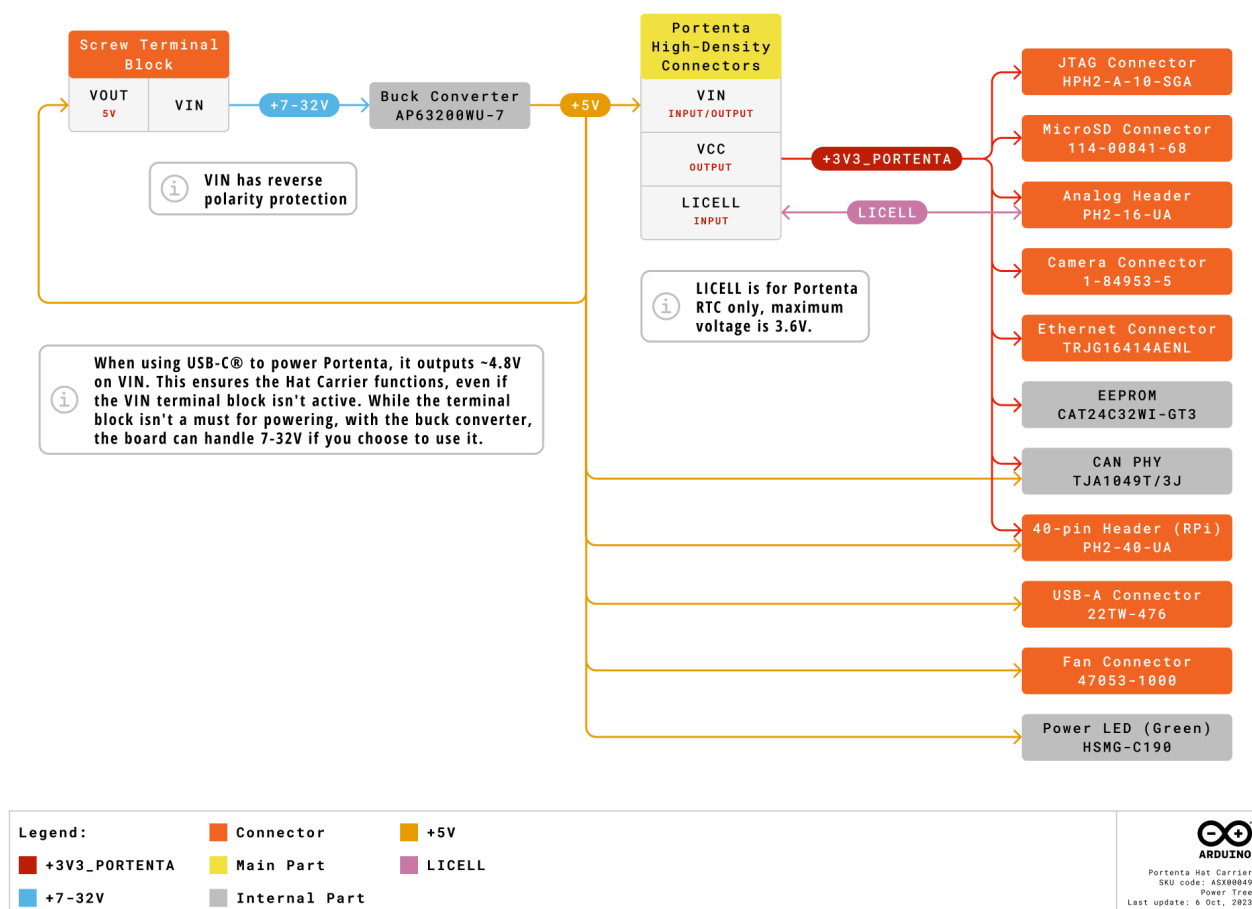 Screw Terminal
Block
VOUT
5V
VIN
+7-32V
Buck Converter
AP63200WU-7
+5V
Portenta
High-Density
Connectors
VIN
INPUT/OUTPUT
VCC
OUTPUT
LICELL
INPUT
+3V3_PORTENTA
LICELL
JTAG Connector
HPH2-A-10-SGA
MicroSD Connector
114-00841-68
Analog Header
PH2-16-UA
Camera Connector
1-84953-5
Ethernet Connector
TRJG16414AENL
EEPROM
CAT24C32WI-GT3
CAN PHY
TJA1049T/3J
40-pin Header (RPi)
PH2-40-UA
USB-A Connector
22TW-476
Fan Connector
47053-1000
Power LED (Green)
HSMG-C190
VIN has reverse
polarity protection
LICELL is for Portenta
RTC only, maximum
voltage is 3.6V.
When using USB-C® to power Portenta, it outputs ~4.8V
on VIN. This ensures the Hat Carrier functions, even if
the VIN terminal block isn't active. While the terminal
block isn't a must for powering, with the buck converter,
the board can handle 7-32V if you choose to use it.
Legend:
+3V3_PORTENTA
+7-32V
Connector
Main Part
Internal Part
+5V
LICELL
ARDUINO
Portenta Hat Carrier
SKU code: ASX00049
Power Tree
Last update: 6 Oct, 2023